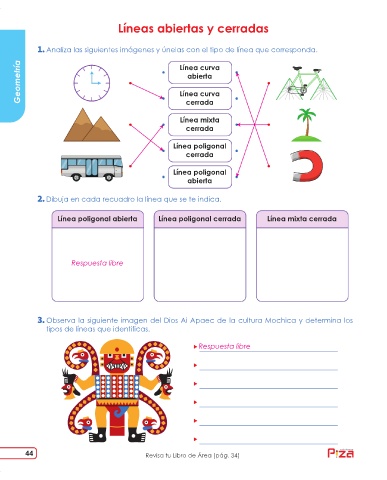 Líneas abiertas y cerradas
Geometría
1. Analiza las siguientes imágenes y únelas con el tipo de línea que corresponda.
Línea curva
abierta
Línea curva
cerrada
Línea mixta
cerrada
Línea poligonal
cerrada
Línea poligonal
abierta
2. Dibuja en cada recuadro la línea que se te indica.
Línea poligonal abierta
Línea poligonal cerrada
Línea mixta cerrada
Respuesta libre
3. Observa la siguiente imagen del Dios Ai Apaec de la cultura Mochica y determina los
tipos de líneas que identificas.
Respuesta libre
44
Revisa tu Libro de Área (pág. 34)
Pizá